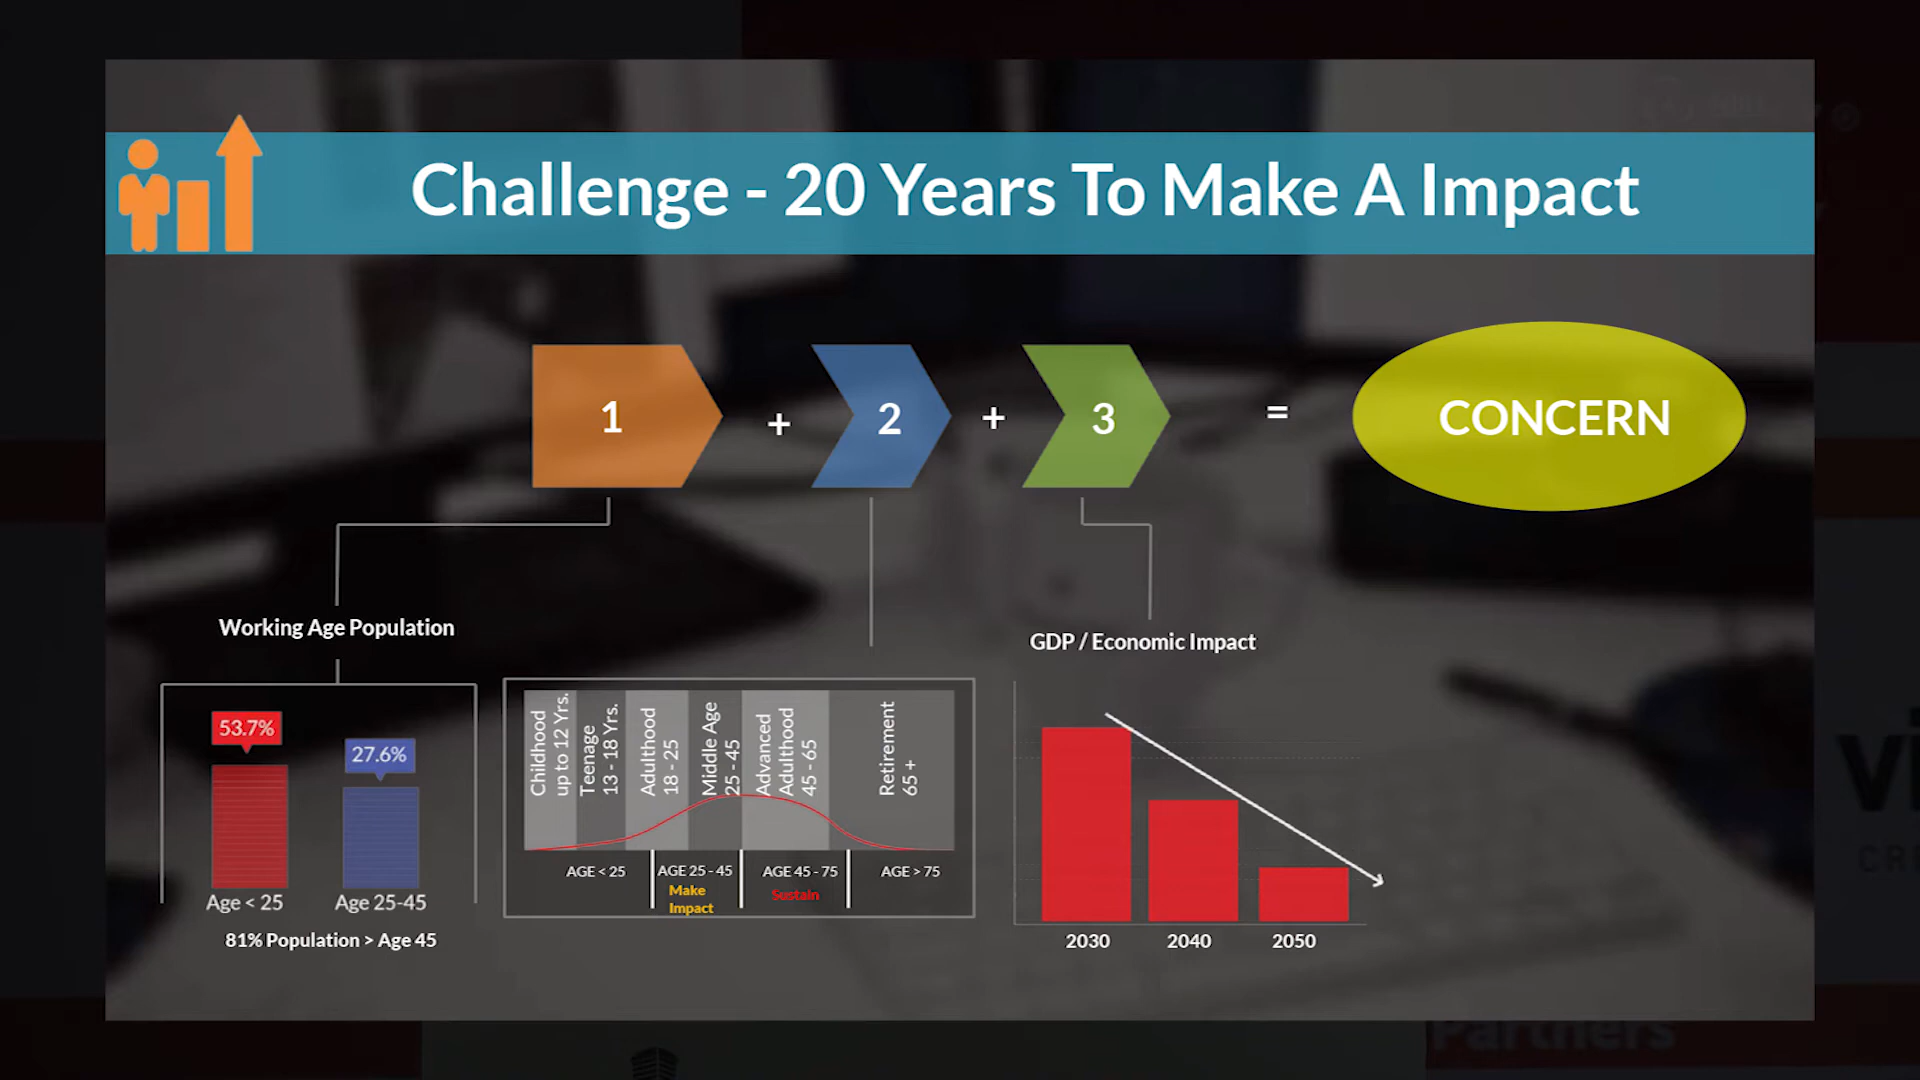 Challenge - 20 Years To Make A Impact
1 + 2 + 3 = CONCERN
Working Age Population
53.7%
27.6%
Age < 25
Age 25-45
81% Population > Age 45
Childhood
up to 12 Yrs.
Teenage
13 - 18 Yrs.
Adulthood
18 - 25
Middle Age
25 - 45
Advanced
Adulthood
45 - 65
Retirement
65 +
AGE < 25
AGE 25 - 45
Make
Impact
AGE 45 - 75
Sustain
AGE > 75
GDP / Economic Impact
2030
2040
2050
Partners